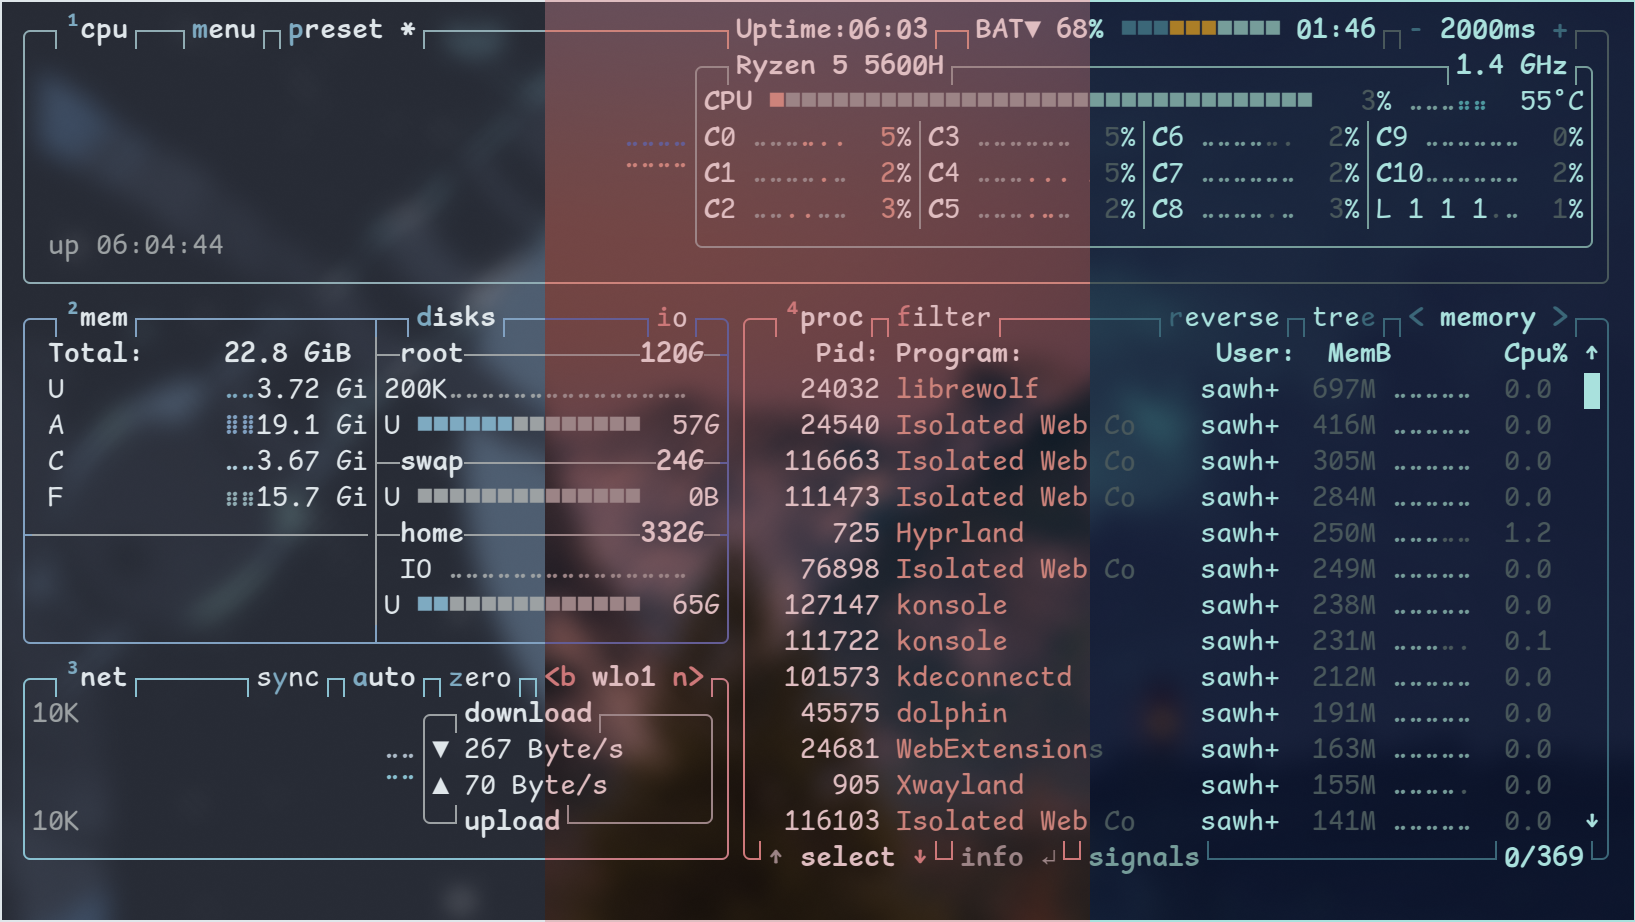 ¹cpu menu preset * Uptime:06:03 BAT▼ 68% 01:46 - 2000ms +
Ryzen 5 5600H 1.4 GHz
CPU 3% 55°C
C0 5% C3 5% C6 2% C9 0%
C1 2% C4 5% C7 2% C10 2%
C2 3% C5 2% C8 3% L 1 1 1 1%
up 06:04:44
²mem disks io
Total: 22.8 GiB root 120G
U 3.72 Gi 200K
A 19.1 Gi U 57G
C 3.67 Gi swap 24G
F 15.7 Gi U 0B
home 332G
IO
U 65G
³net sync auto zero <b wlo1 n>
10K download
▼ 267 Byte/s
▲ 70 Byte/s
10K upload
⁴proc filter reverse tree < memory >
Pid: Program: User: MemB Cpu% ↑
24032 librewolf sawh+ 697M 0.0
24540 Isolated Web Co sawh+ 416M 0.0
116663 Isolated Web Co sawh+ 305M 0.0
111473 Isolated Web Co sawh+ 284M 0.0
725 Hyprland sawh+ 250M 1.2
76898 Isolated Web Co sawh+ 249M 0.0
127147 konsole sawh+ 238M 0.0
111722 konsole sawh+ 231M 0.1
101573 kdeconnectd sawh+ 212M 0.0
45575 dolphin sawh+ 191M 0.0
24681 WebExtensions sawh+ 163M 0.0
905 Xwayland sawh+ 155M 0.0
116103 Isolated Web Co sawh+ 141M 0.0 ↓
↑ select ↓ info ↲ signals 0/369